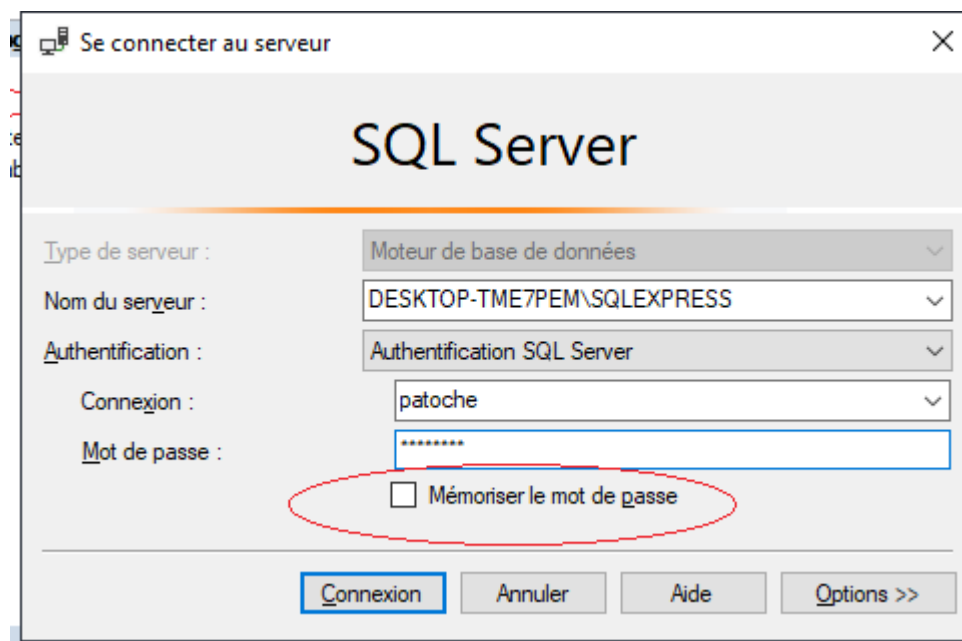 Se connecter au serveur
SQL Server
Type de serveur :
Moteur de base de données
Nom du serveur :
DESKTOP-TME7PEM\SQLEXPRESS
Authentification :
Authentification SQL Server
Connexion :
patoche
Mot de passe :
********
Mémoriser le mot de passe
Connexion Annuler Aide Options >>